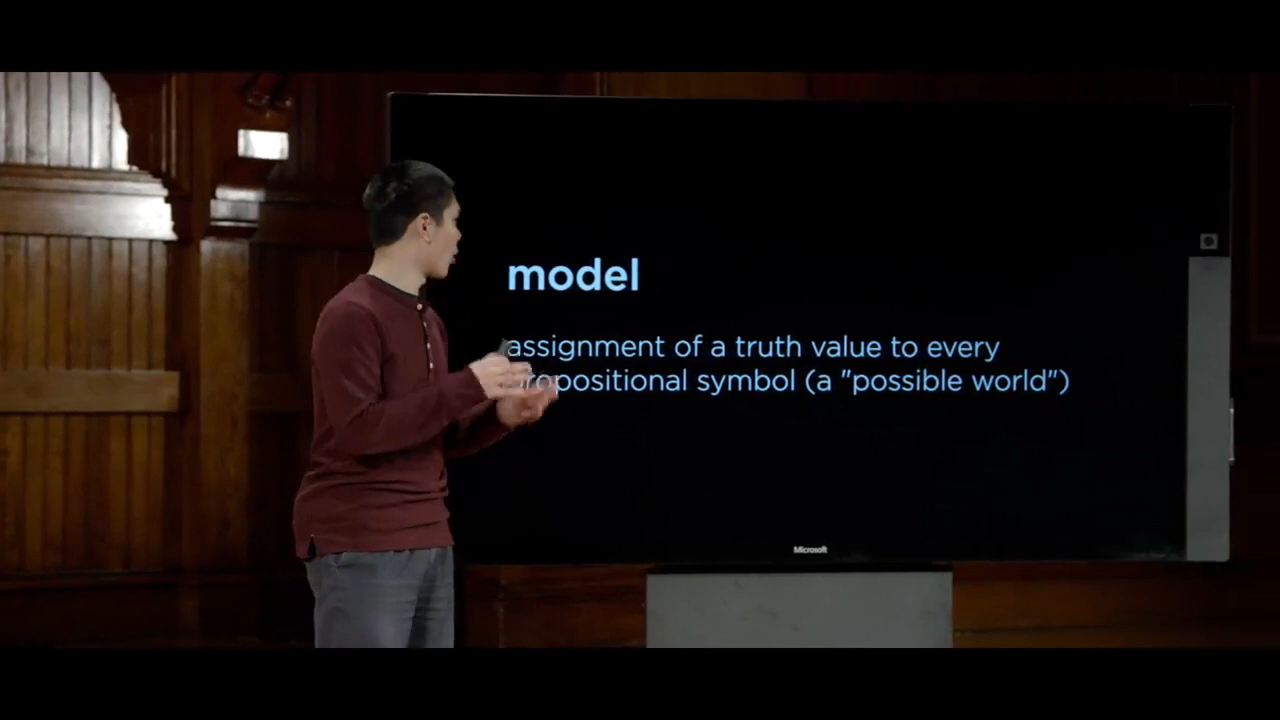 model
assignment of a truth value to every
propositional symbol (a "possible world")
Microsoft